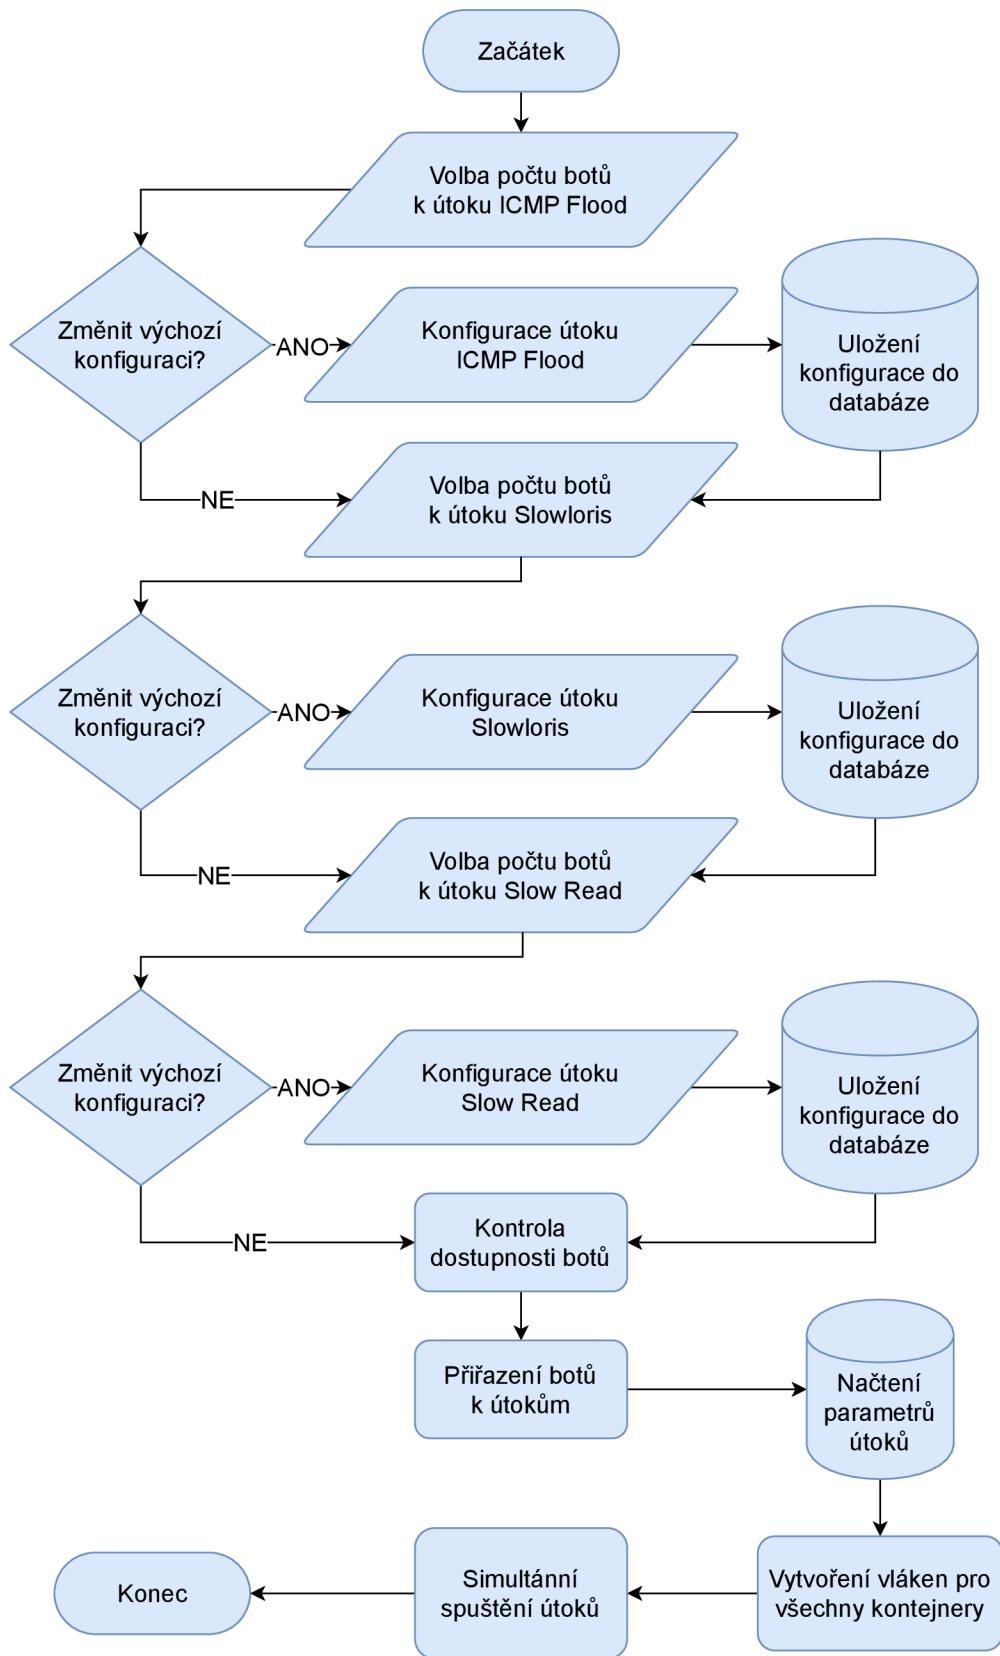 Začátek
Volba počtu botů
k útoku ICMP Flood
Změnit výchozí
konfiguraci?
ANO
Konfigurace útoku
ICMP Flood
Uložení
konfigurace do
databáze
NE
Volba počtu botů
k útoku Slowloris
Změnit výchozí
konfiguraci?
ANO
Konfigurace útoku
Slowloris
Uložení
konfigurace do
databáze
NE
Volba počtu botů
k útoku Slow Read
Změnit výchozí
konfiguraci?
ANO
Konfigurace útoku
Slow Read
Uložení
konfigurace do
databáze
NE
Kontrola
dostupnosti botů
Přiřazení botů
k útokům
Načtení
parametrů
útoků
Vytvoření vláken pro
všechny kontejnery
Simultánní
spuštění útoků
Konec